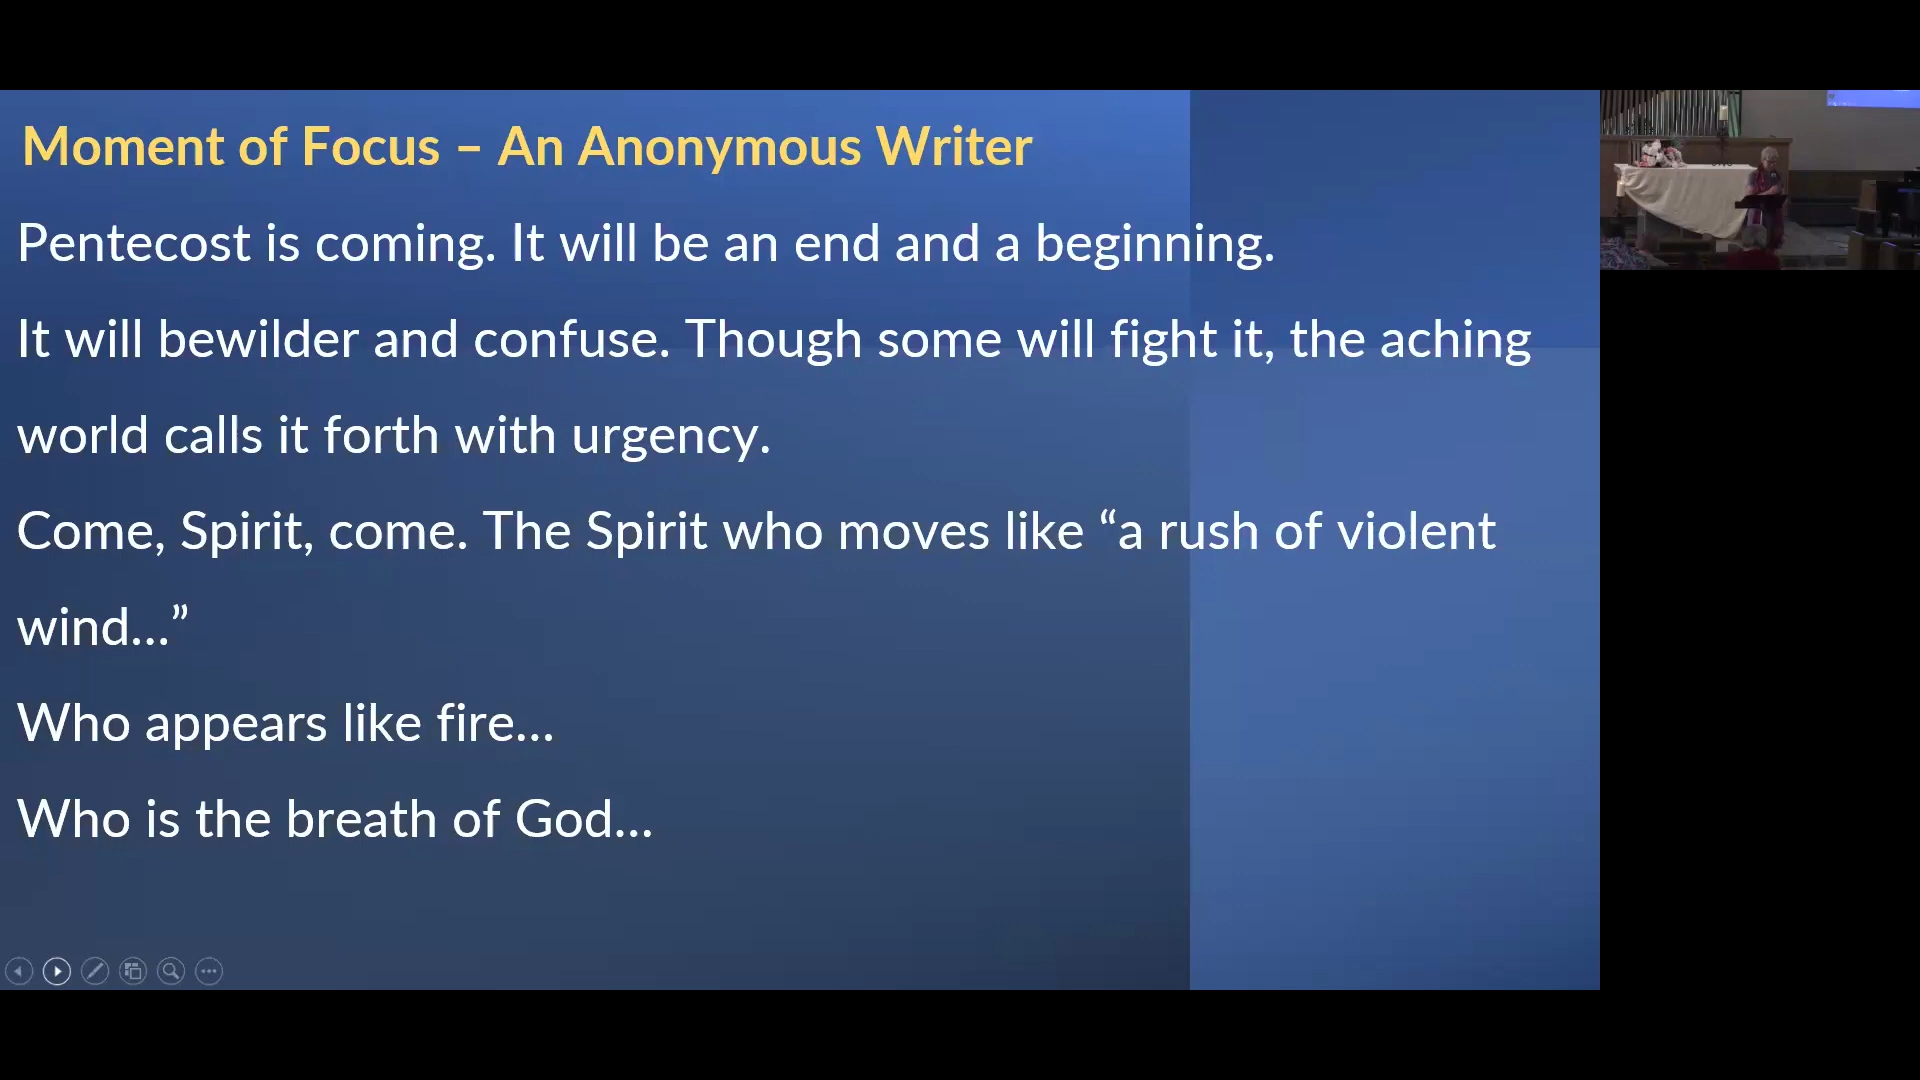 Moment of Focus – An Anonymous Writer
Pentecost is coming. It will be an end and a beginning.
It will bewilder and confuse. Though some will fight it, the aching
world calls it forth with urgency.
Come, Spirit, come. The Spirit who moves like “a rush of violent
wind…”
Who appears like fire…
Who is the breath of God…